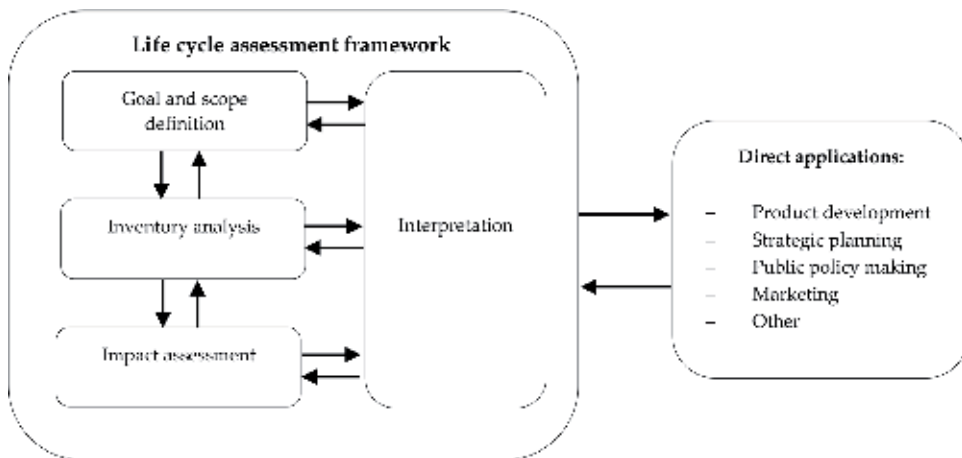 Life cycle assessment framework
Goal and scope
definition
Inventory analysis
Impact assessment
Interpretation
Direct applications:
– Product development
– Strategic planning
– Public policy making
– Marketing
– Other